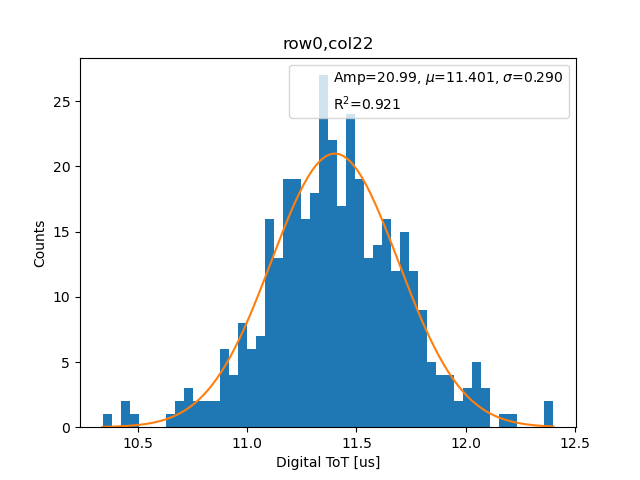 row0,col22
Amp=20.99, μ=11.401, σ=0.290
R²=0.921
Counts
25
20
15
10
5
0
10.5 11.0 11.5 12.0 12.5
Digital ToT [us]